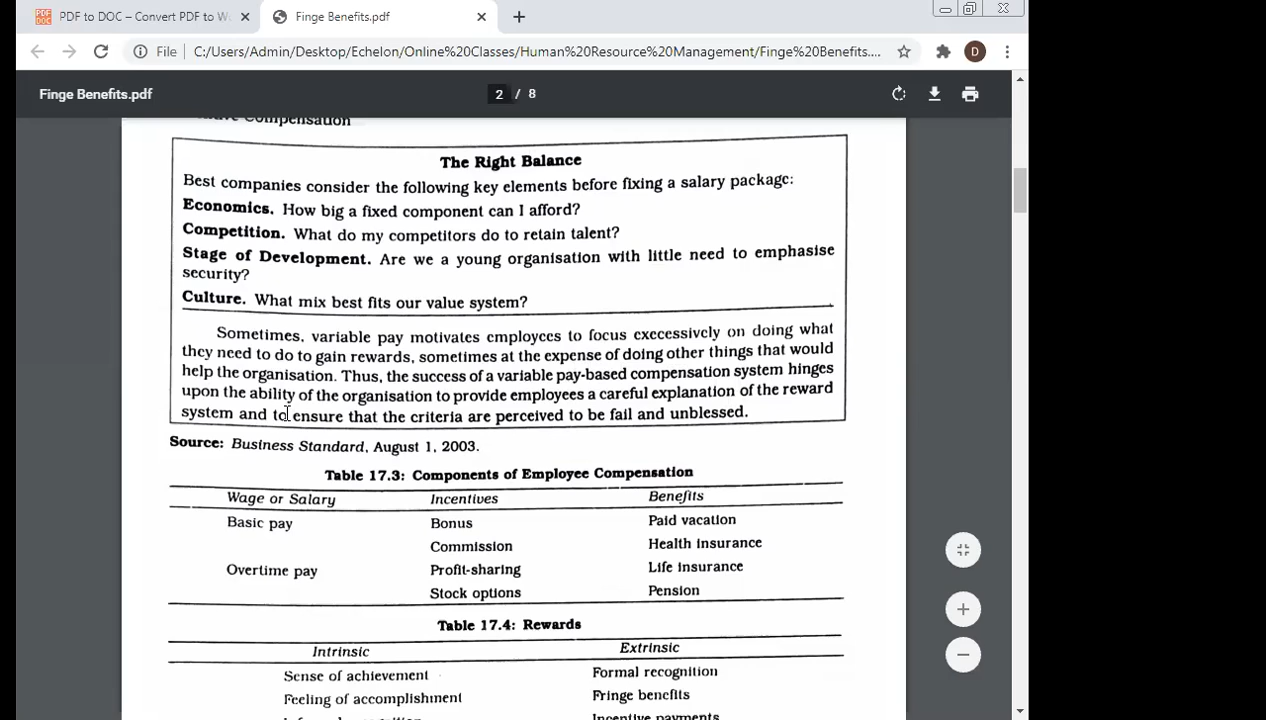 PDF to DOC – Convert PDF to W
Finge Benefits.pdf
File
C:/Users/Admin/Desktop/Echelon/Online%20Classes/Human%20Resource%20Management/Finge%20Benefits....
D
Finge Benefits.pdf
2 / 8
Compensation
The Right Balance
Best companies consider the following key elements before fixing a salary package:
Economics. How big a fixed component can I afford?
Competition. What do my competitors do to retain talent?
Stage of Development. Are we a young organisation with little need to emphasise
security?
Culture. What mix best fits our value system?
Sometimes, variable pay motivates employees to focus excessively on doing what
they need to do to gain rewards, sometimes at the expense of doing other things that would
help the organisation. Thus, the success of a variable pay-based compensation system hinges
upon the ability of the organisation to provide employees a careful explanation of the reward
system and to ensure that the criteria are perceived to be fail and unblessed.
Source: Business Standard, August 1, 2003.
Table 17.3: Components of Employee Compensation
Wage or Salary Incentives Benefits
Basic pay Bonus Paid vacation
Commission Health insurance
Overtime pay Profit-sharing Life insurance
Stock options Pension
Table 17.4: Rewards
Intrinsic Extrinsic
Sense of achievement Formal recognition
Feeling of accomplishment Fringe benefits
Incentive payments